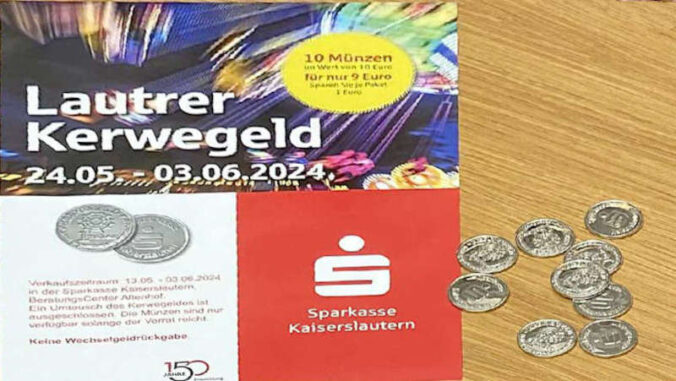 10 Münzen
im Wert von 10 Euro
für nur 9 Euro
Sparen Sie je Paket
1 Euro
Lautrer
Kerwegeld
24.05. - 03.06.2024
Verkaufszeitraum: 13.05. - 03.06.2024
in der Sparkasse Kaiserslautern,
BeratungsCenter Altenhof.
Ein Umtausch des Kerwegeldes ist
ausgeschlossen. Die Münzen sind nur
verfügbar solange der Vorrat reicht.
Keine Wechselgeldrückgabe.
150
JAHRE
Sparkasse
Kaiserslautern